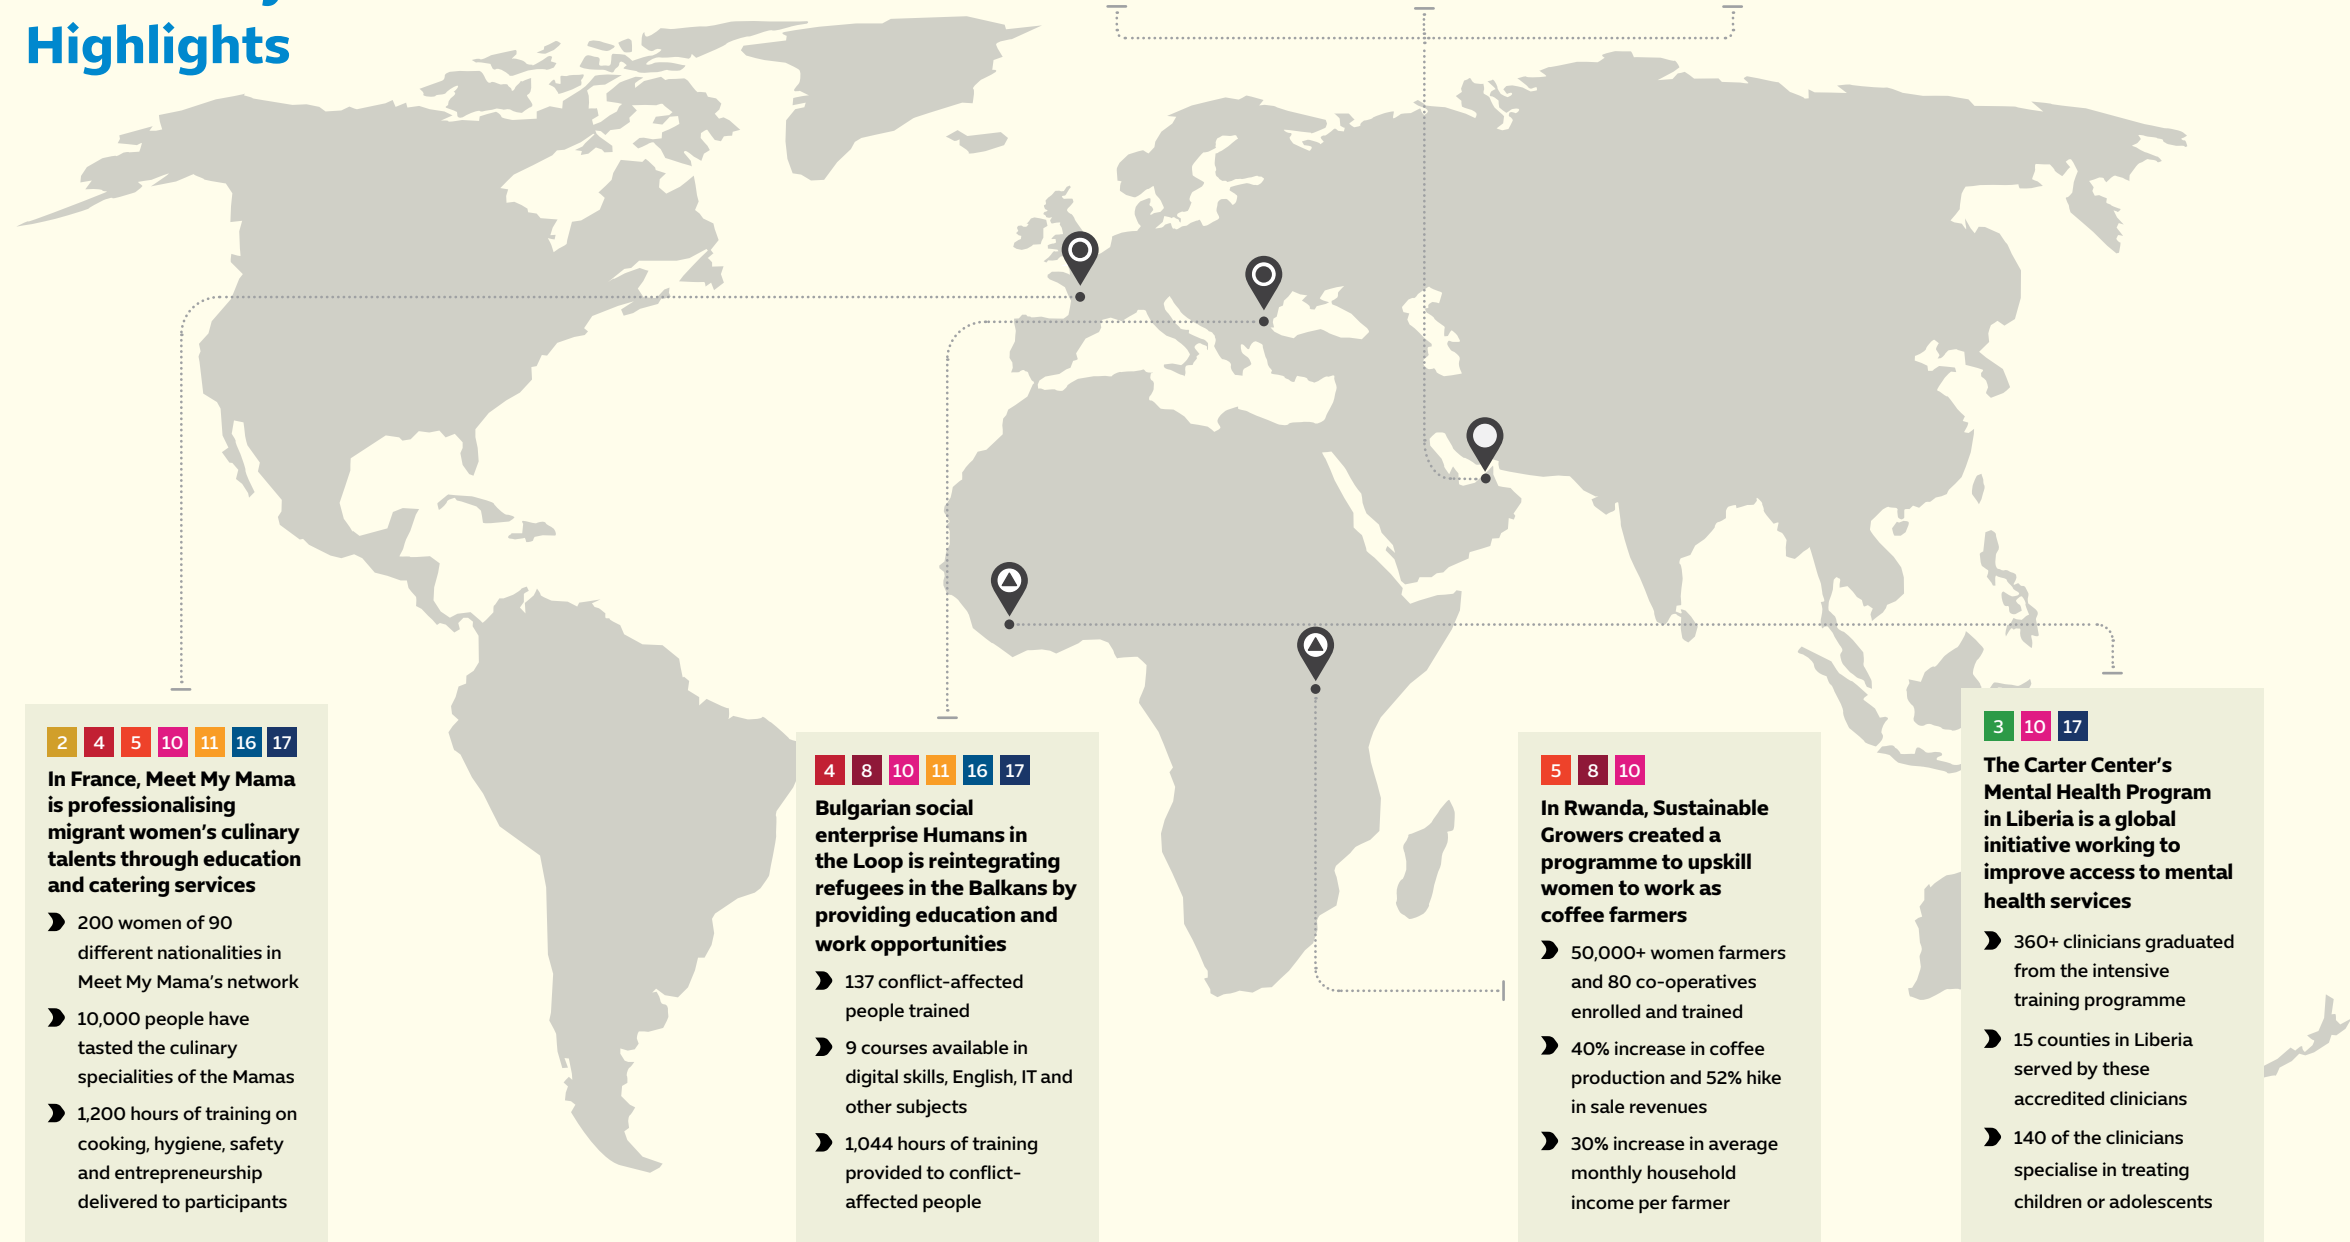 Highlights
2 4 5 10 11 16 17
In France, Meet My Mama
is professionalising
migrant women's culinary
talents through education
and catering services
200 women of 90
different nationalities in
Meet My Mama's network
10,000 people have
tasted the culinary
specialities of the Mamas
1,200 hours of training on
cooking, hygiene, safety
and entrepreneurship
delivered to participants
4 8 10 11 16 17
Bulgarian social
enterprise Humans in
the Loop is reintegrating
refugees in the Balkans by
providing education and
work opportunities
137 conflict-affected
people trained
9 courses available in
digital skills, English, IT and
other subjects
1,044 hours of training
provided to conflict-
affected people
5 8 10
In Rwanda, Sustainable
Growers created a
programme to upskill
women to work as
coffee farmers
50,000+ women farmers
and 80 co-operatives
enrolled and trained
40% increase in coffee
production and 52% hike
in sale revenues
30% increase in average
monthly household
income per farmer
3 10 17
The Carter Center's
Mental Health Program
in Liberia is a global
initiative working to
improve access to mental
health services
360+ clinicians graduated
from the intensive
training programme
15 counties in Liberia
served by these
accredited clinicians
140 of the clinicians
specialise in treating
children or adolescents